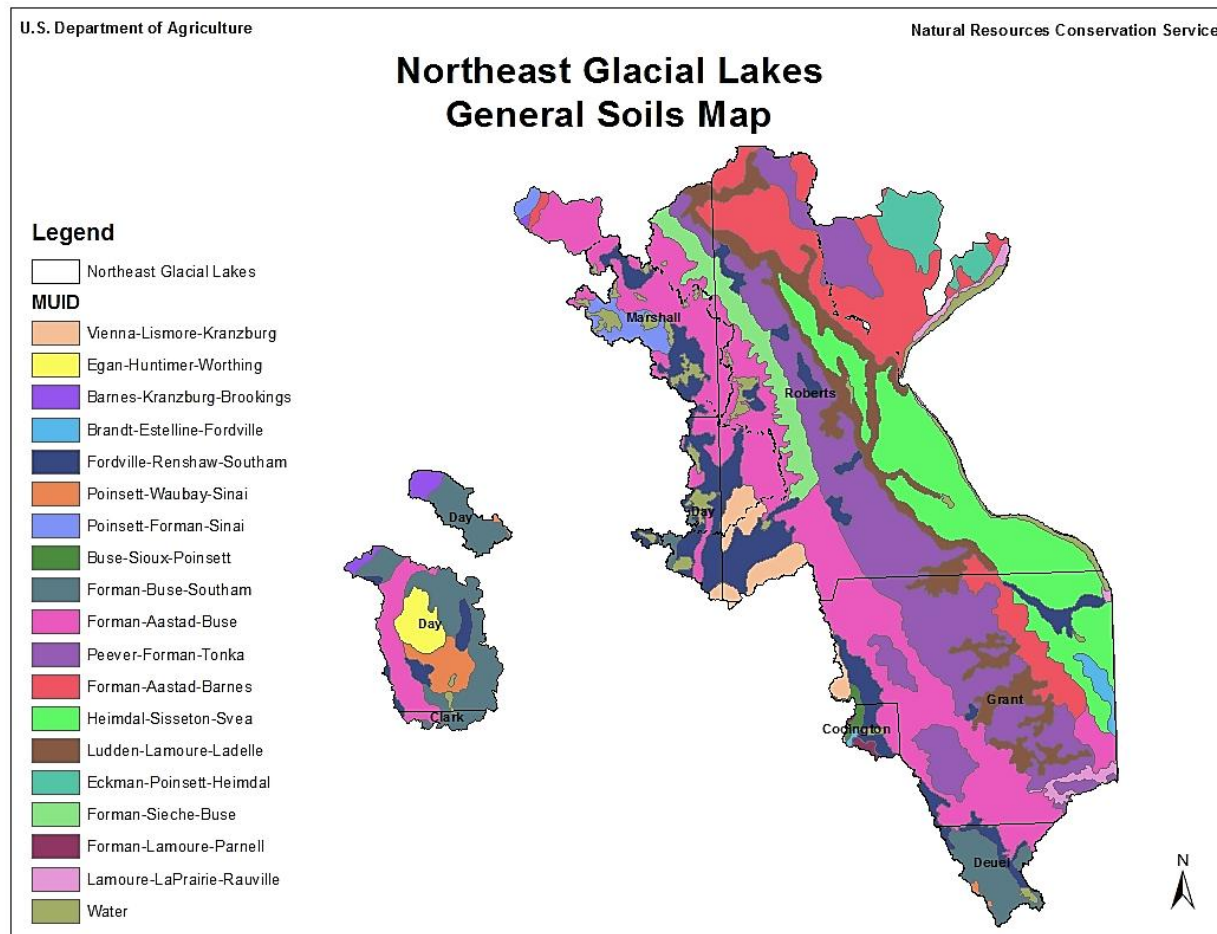 U.S. Department of Agriculture
Natural Resources Conservation Service
Northeast Glacial Lakes
General Soils Map
Legend
Northeast Glacial Lakes
MUID
Vienna-Lismore-Kranzburg
Egan-Huntimer-Worthing
Barnes-Kranzburg-Brookings
Brandt-Estelline-Fordville
Fordville-Renshaw-Southam
Poinsett-Waubay-Sinai
Poinsett-Forman-Sinai
Buse-Sioux-Poinsett
Forman-Buse-Southam
Forman-Aastad-Buse
Peever-Forman-Tonka
Forman-Aastad-Barnes
Heimdal-Sisseton-Svea
Ludden-Lamoure-Ladelle
Eckman-Poinsett-Heimdal
Forman-Sieche-Buse
Forman-Lamoure-Parnell
Lamoure-LaPrairie-Rauville
Water
Marshall
Roberts
Day
Day
Day
Clark
Grant
Codington
Deuel
N